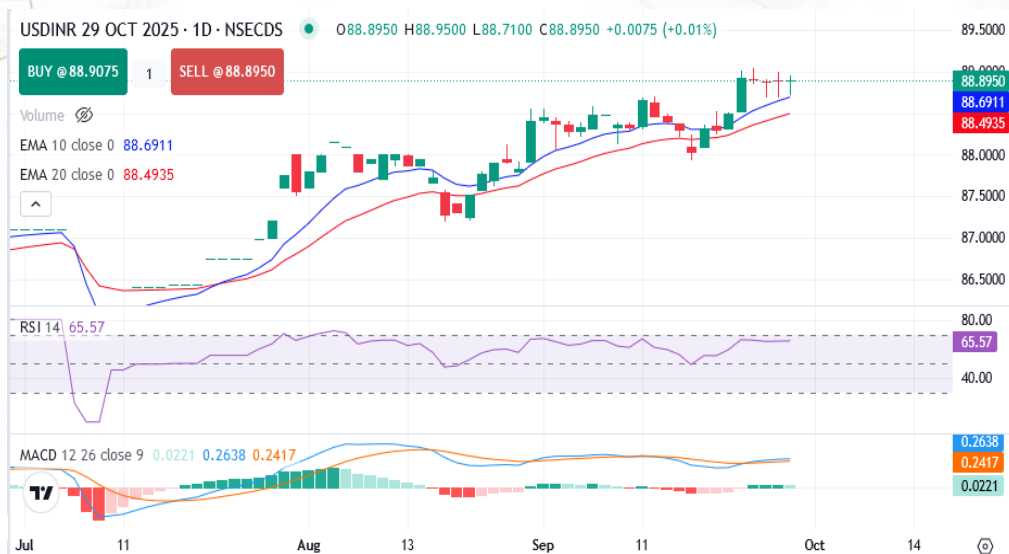 USDINR 29 OCT 2025 · 1D · NSECDS O88.8950 H88.9500 L88.7100 C88.8950 +0.0075 (+0.01%)
BUY @88.9075 1 SELL @88.8950
Volume
EMA 10 close 0 88.6911
EMA 20 close 0 88.4935
89.5000
89.0000
88.8950
88.6911
88.4935
88.0000
87.5000
87.0000
86.5000
RSI 14 65.57
80.00
65.57
40.00
MACD 12 26 close 9 0.0221 0.2638 0.2417
0.2638
0.2417
0.0221
Jul 11 Aug 13 Sep 11 Oct 14